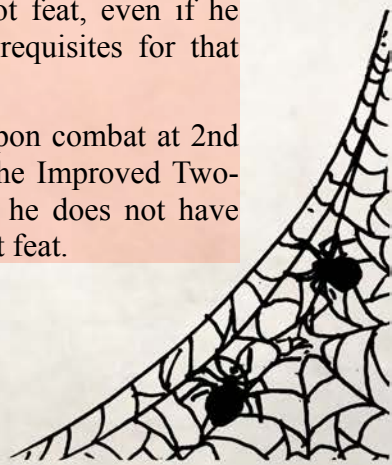 ot feat, even if he
requisites for that
pon combat at 2nd
he Improved Two-
he does not have
t feat.